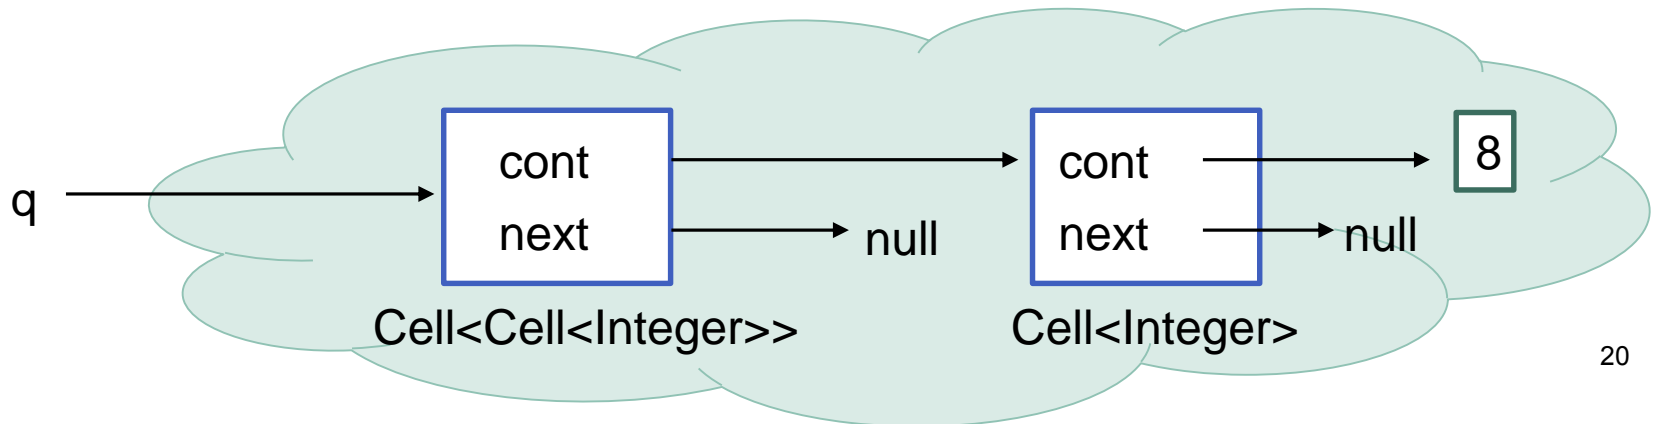 q
cont
next
null
Cell<Cell<Integer>>
cont
next
null
Cell<Integer>
8
20